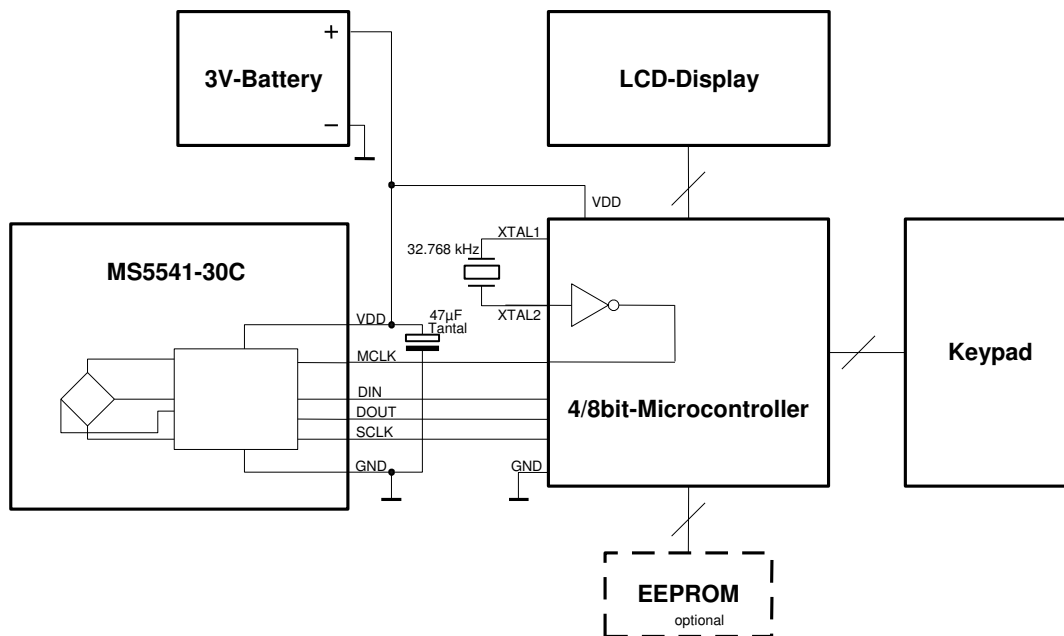 +
3V-Battery
−
LCD-Display
VDD
MS5541-30C
XTAL1
32.768 kHz
XTAL2
VDD
47µF
Tantal
MCLK
DIN
DOUT
SCLK
GND
GND
4/8bit-Microcontroller
Keypad
EEPROM
optional